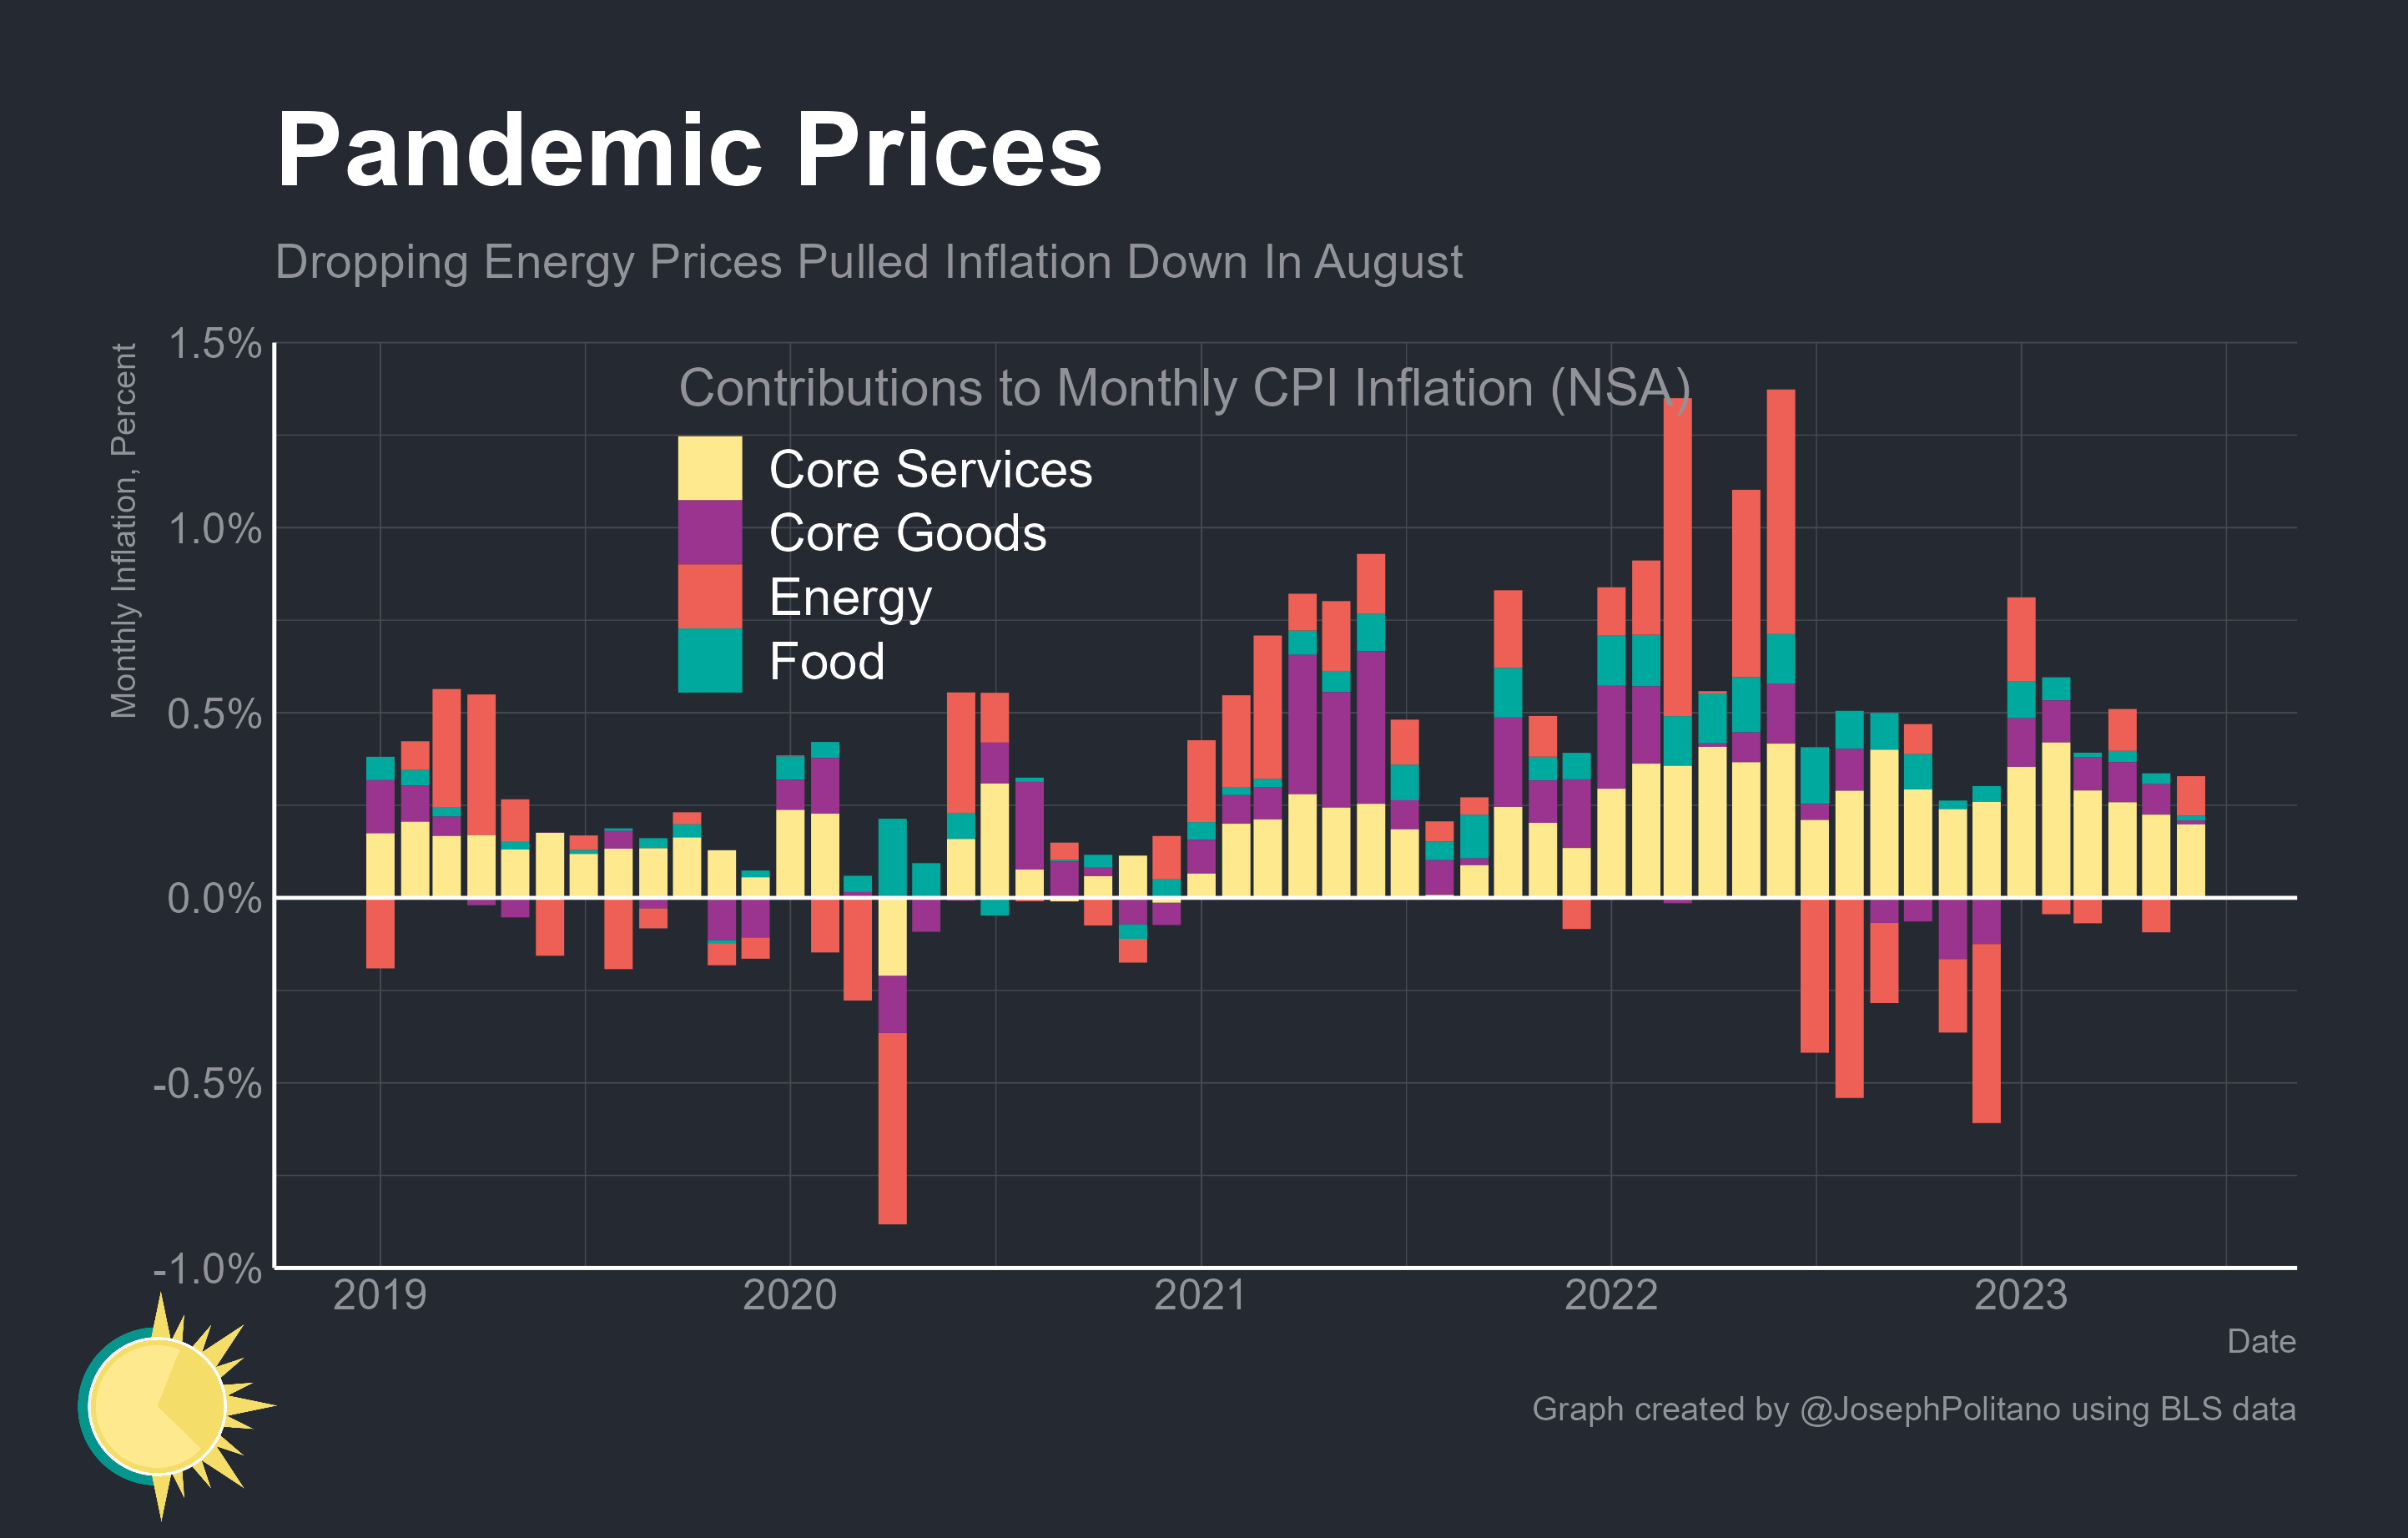 Pandemic Prices
Dropping Energy Prices Pulled Inflation Down In August
Monthly Inflation, Percent
1.5%
1.0%
0.5%
0.0%
-0.5%
-1.0%
Contributions to Monthly CPI Inflation (NSA)
Core Services
Core Goods
Energy
Food
2019
2020
2021
2022
2023
Date
Graph created by @JosephPolitano using BLS data